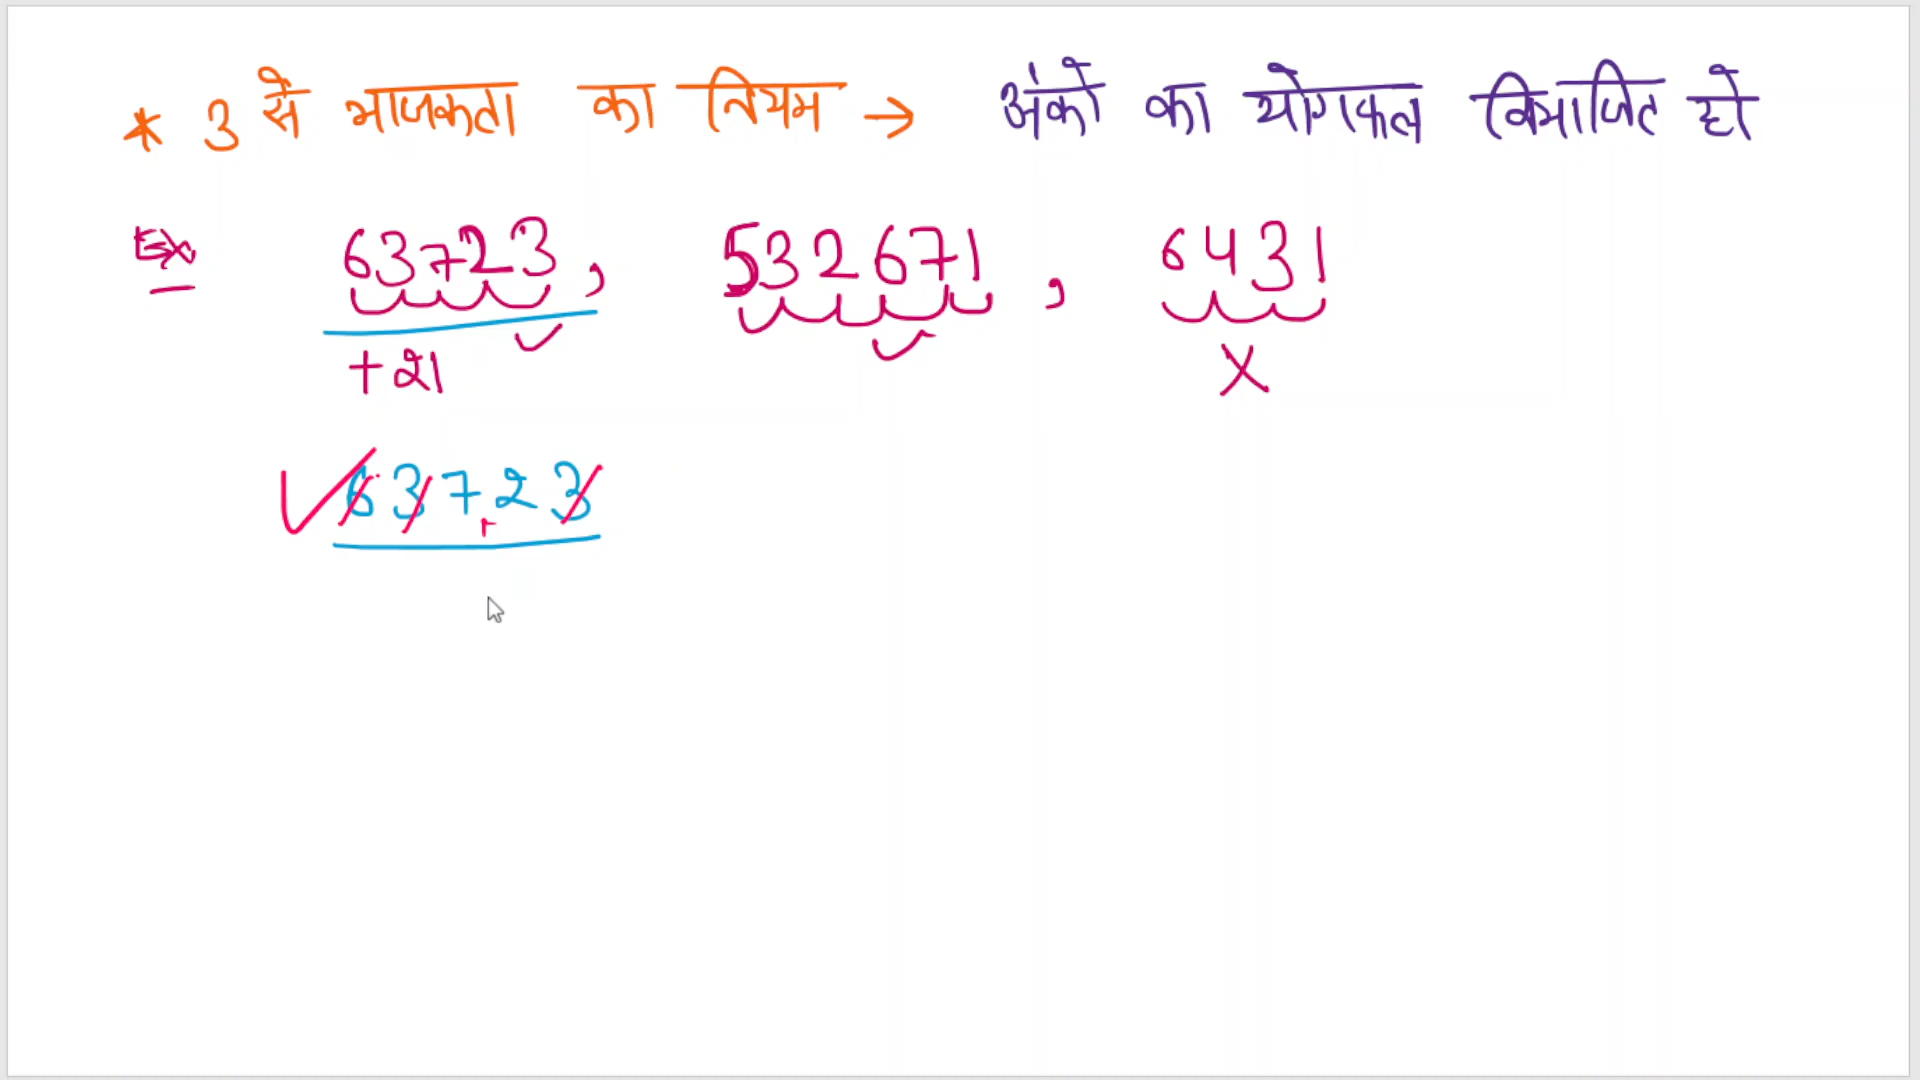 * 3 से भाजकता का नियम → अंको का योगफल विभाजित हो
Ex 63723 , 532671 , 6431
+21
63723